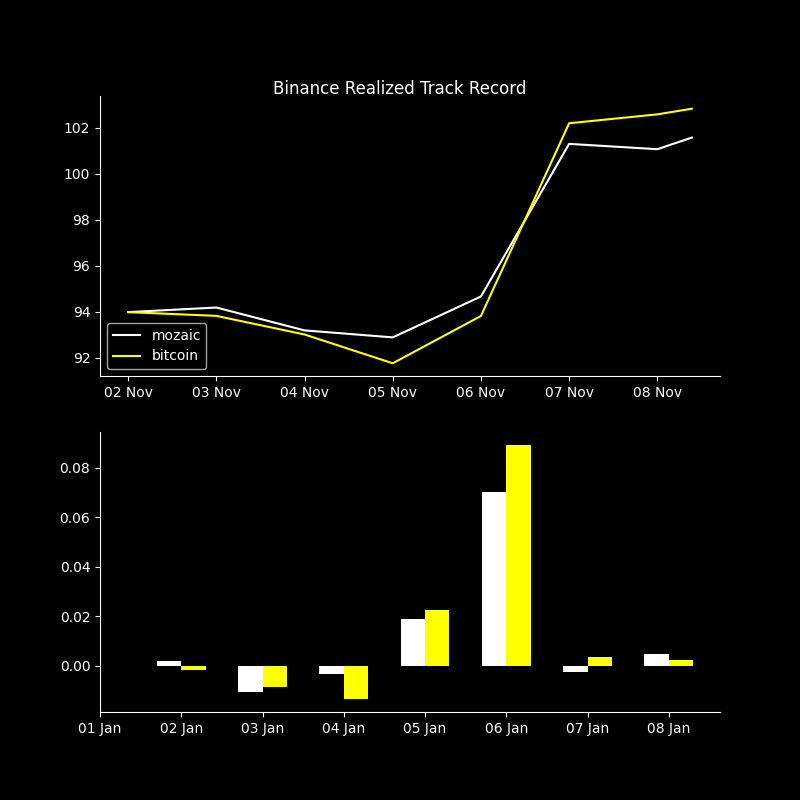 Binance Realized Track Record
102
100
98
96
94
92
mozaic
bitcoin
02 Nov 03 Nov 04 Nov 05 Nov 06 Nov 07 Nov 08 Nov
0.08
0.06
0.04
0.02
0.00
01 Jan 02 Jan 03 Jan 04 Jan 05 Jan 06 Jan 07 Jan 08 Jan